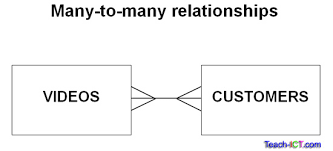 Many-to-many relationships
VIDEOS
CUSTOMERS
Teach-ICT.com